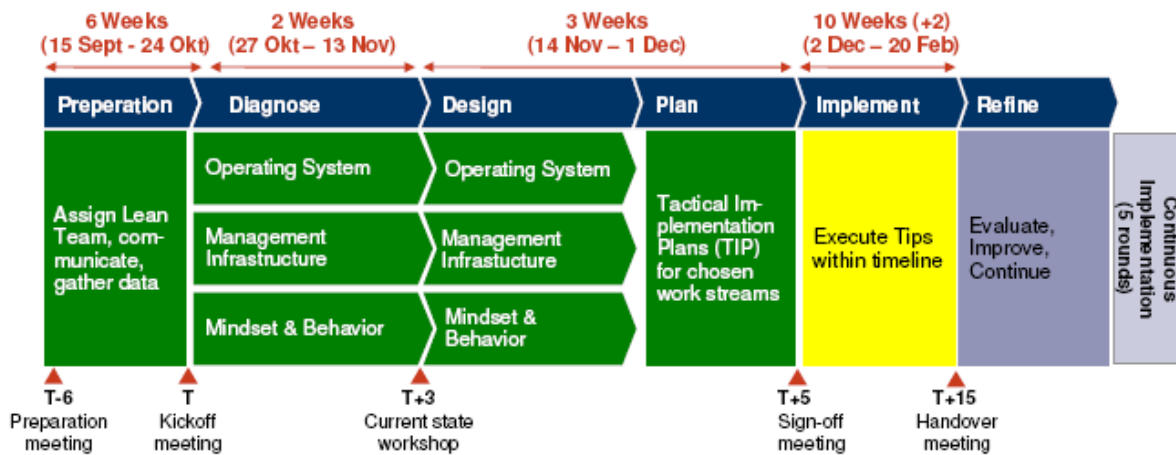 6 Weeks
(15 Sept - 24 Okt)
2 Weeks
(27 Okt – 13 Nov)
3 Weeks
(14 Nov – 1 Dec)
10 Weeks (+2)
(2 Dec – 20 Feb)
Preperation
Diagnose
Design
Plan
Implement
Refine
Assign Lean
Team, com-
municate,
gather data
Operating System
Management
Infrastructure
Mindset & Behavior
Operating System
Management
Infrastucture
Mindset &
Behavior
Tactical Im-
plementation
Plans (TIP)
for chosen
work streams
Execute Tips
within timeline
Evaluate,
Improve,
Continue
Continuous
Implementation
(5 rounds)
T-6
Preparation
meeting
T
Kickoff
meeting
T+3
Current state
workshop
T+5
Sign-off
meeting
T+15
Handover
meeting